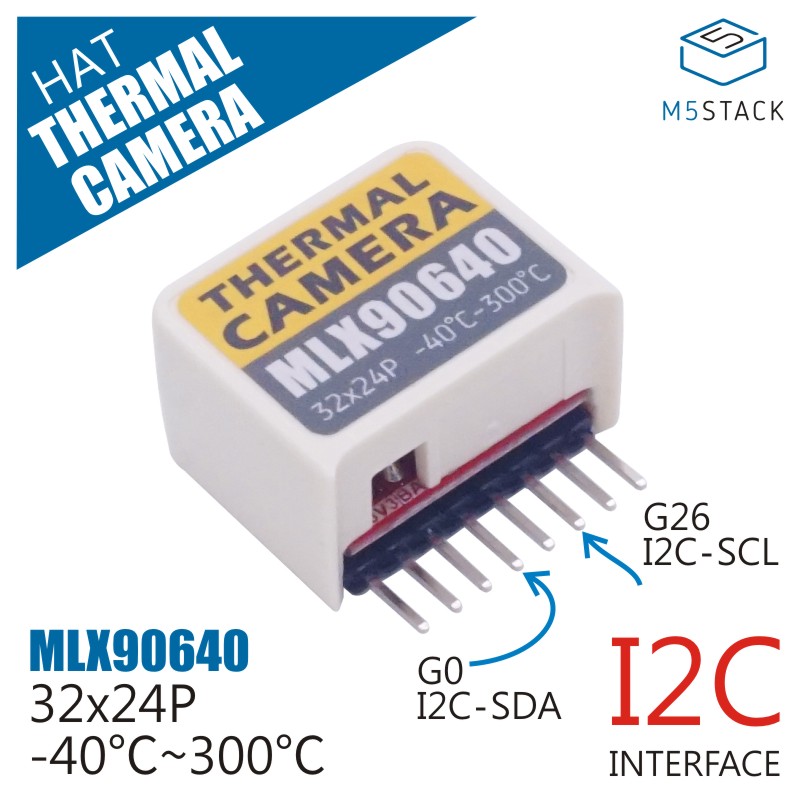 HAT
THERMAL
CAMERA
5
M5STACK
THERMAL
CAMERA
MLX90640
32x24P -40°C-300°C
G26
I2C-SCL
G0
I2C-SDA
MLX90640
32x24P
-40°C~300°C
I2C
INTERFACE